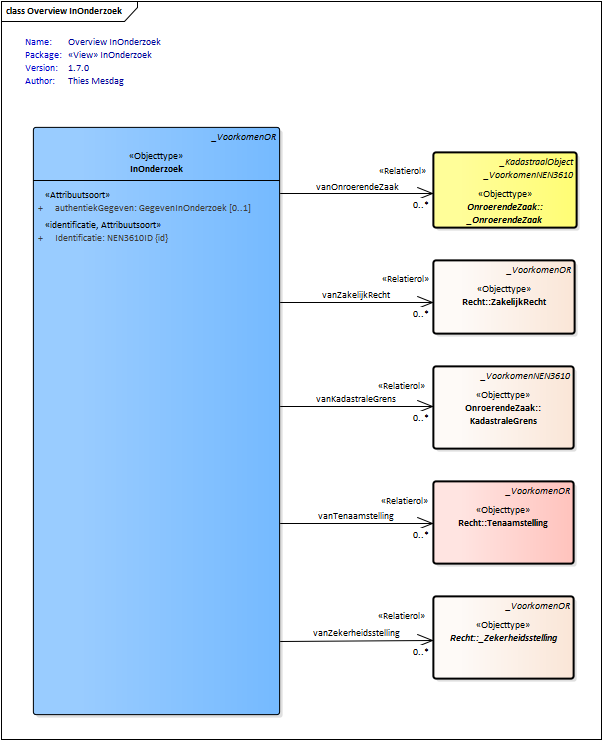 class Overview InOnderzoek
Name: Overview InOnderzoek
Package: «View» InOnderzoek
Version: 1.7.0
Author: Thies Mesdag
_VoorkomenOR
«Objecttype»
InOnderzoek
«Attribuutsoort»
+ authentiekGegeven: GegevenInOnderzoek [0..1]
«identificatie, Attribuutsoort»
+ Identificatie: NEN3610ID {id}
«Relatierol»
vanOnroerendeZaak
0..*
_KadastraalObject
_VoorkomenNEN3610
«Objecttype»
OnroerendeZaak::
_OnroerendeZaak
«Relatierol»
vanZakelijkRecht
0..*
_VoorkomenOR
«Objecttype»
Recht::ZakelijkRecht
«Relatierol»
vanKadastraleGrens
0..*
_VoorkomenNEN3610
«Objecttype»
OnroerendeZaak::
KadastraleGrens
«Relatierol»
vanTenaamstelling
0..*
_VoorkomenOR
«Objecttype»
Recht::Tenaamstelling
«Relatierol»
vanZekerheidsstelling
0..*
_VoorkomenOR
«Objecttype»
Recht::_Zekerheidsstelling